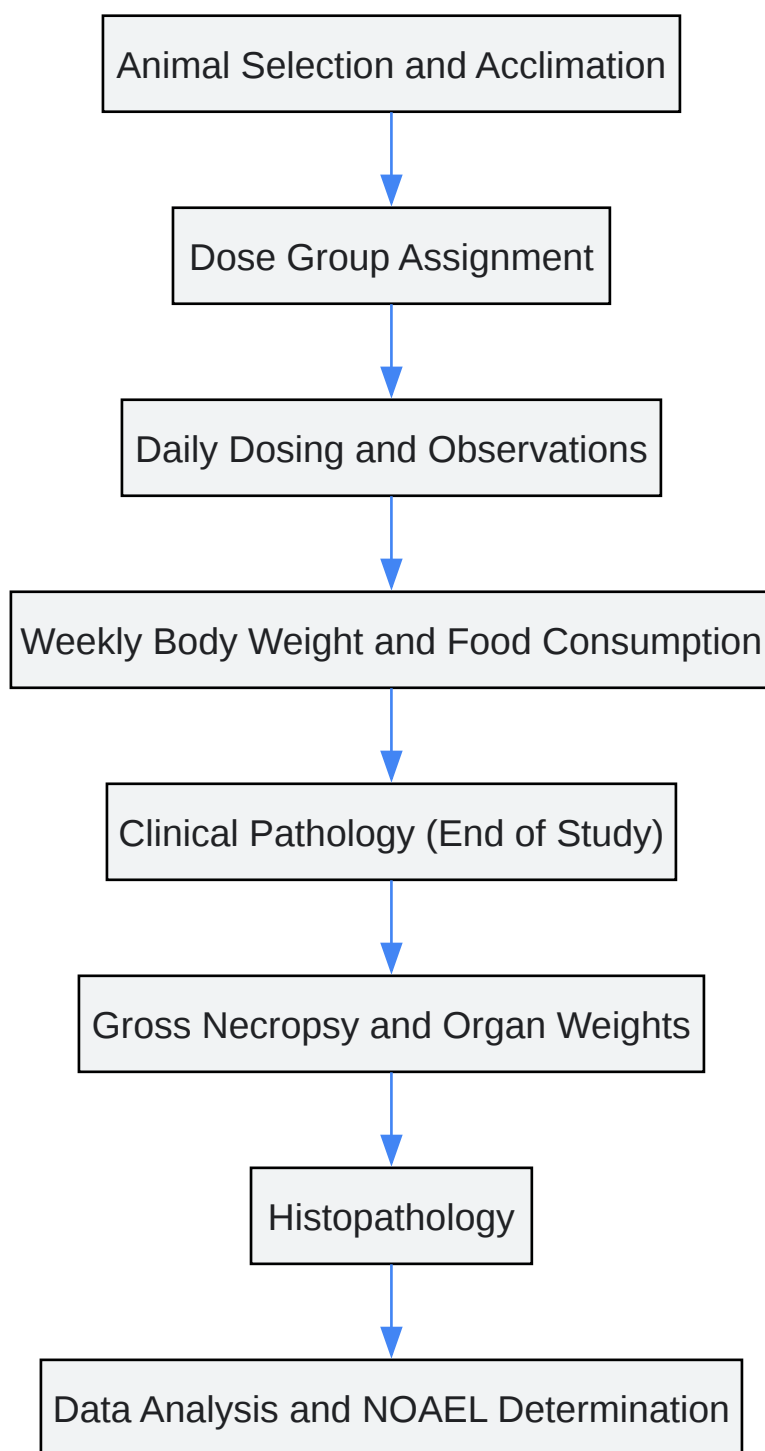 Animal Selection and Acclimation
Dose Group Assignment
Daily Dosing and Observations
Weekly Body Weight and Food Consumption
Clinical Pathology (End of Study)
Gross Necropsy and Organ Weights
Histopathology
Data Analysis and NOAEL Determination